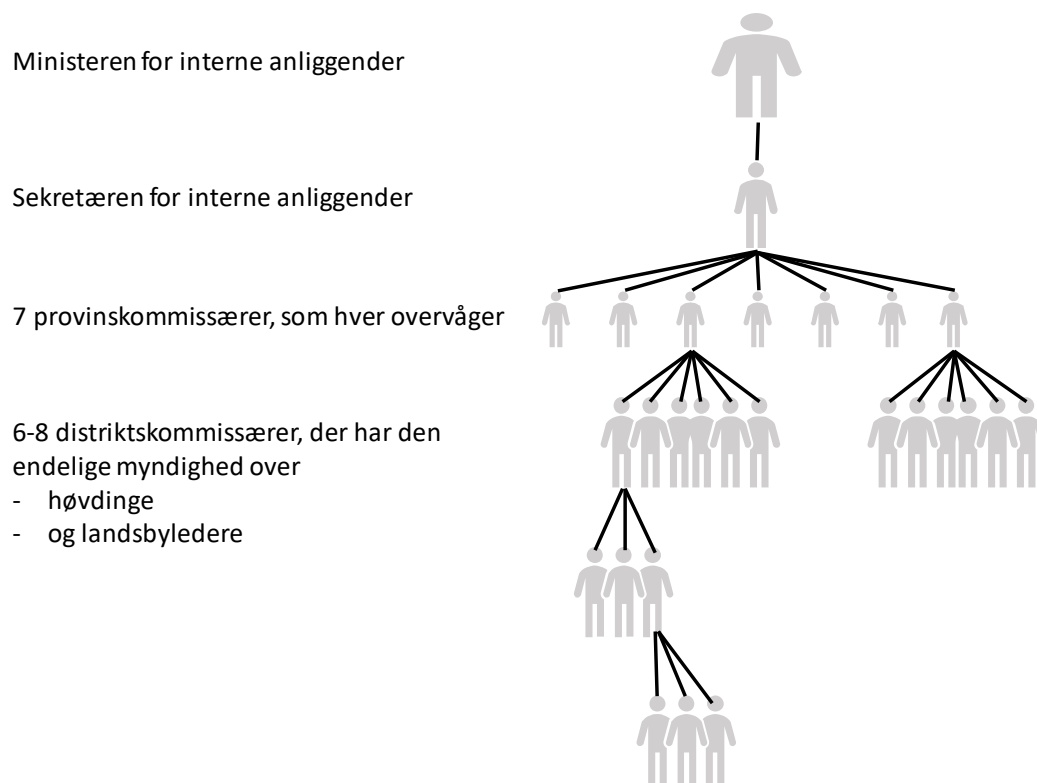 Ministeren for interne anliggender
Sekretæren for interne anliggender
7 provinskommissærer, som hver overvåger
6-8 distriktskommissærer, der har den
endelige myndighed over
- høvdinge
- og landsbyledere